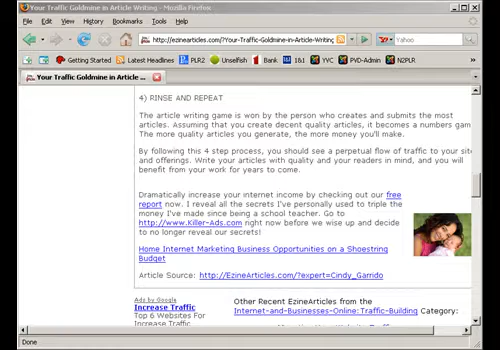 Your Traffic Goldmine in Article Writing - Mozilla Firefox
File Edit View History Bookmarks Tools Help
http://ezinearticles.com/?Your-Traffic-Goldmine-in-Article-Writing Yahoo
Getting Started Latest Headlines PLR2 Unselfish Bank 1&1 YVC PVD-Admin N2PLR
Your Traffic Goldmine in Article ...
4) RINSE AND REPEAT
The article writing game is won by the person who creates and submits the most
articles. Assuming that you create decent quality articles, it becomes a numbers gam
The more quality articles you generate, the more money you'll make.
By following this 4 step process, you should see a perpetual flow of traffic to your sit
and offerings. Write your articles with quality and your readers in mind, and you will
benefit from your work for years to come.
Dramatically increase your internet income by checking out our free
report now. I reveal all the secrets I've personally used to triple the
money I've made since being a school teacher. Go to
http://www.Killer-Ads.com right now before we wise up and decide
to no longer reveal our secrets!
Home Internet Marketing Business Opportunities on a Shoestring
Budget
Article Source: http://EzineArticles.com/?expert=Cindy_Garrido
Ads by Google
Increase Traffic
Top 6 Websites For
Increase Traffic
Other Recent EzineArticles from the
Internet-and-Businesses-Online:Traffic-Building Category:
Done